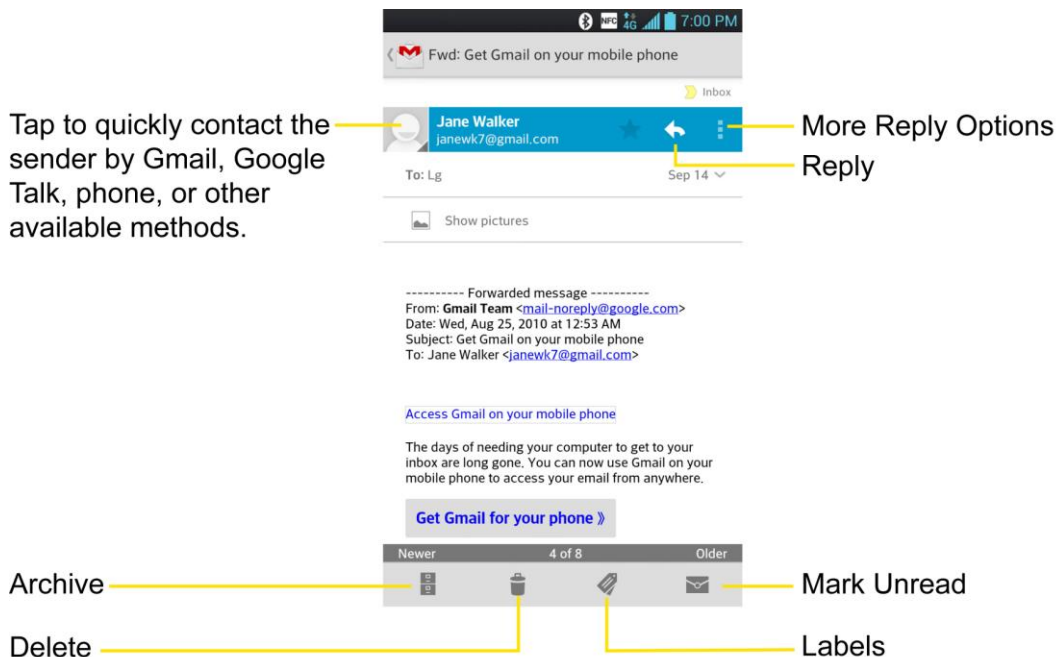 NFC 4G 7:00 PM
Fwd: Get Gmail on your mobile phone
Inbox
Tap to quickly contact the
sender by Gmail, Google
Talk, phone, or other
available methods.
Jane Walker
janewk7@gmail.com
More Reply Options
Reply
To: Lg Sep 14
Show pictures
---------- Forwarded message ----------
From: Gmail Team <mail-noreply@google.com>
Date: Wed, Aug 25, 2010 at 12:53 AM
Subject: Get Gmail on your mobile phone
To: Jane Walker <janewk7@gmail.com>
Access Gmail on your mobile phone
The days of needing your computer to get to your
inbox are long gone. You can now use Gmail on your
mobile phone to access your email from anywhere.
Get Gmail for your phone »
Newer 4 of 8 Older
Archive
Mark Unread
Delete
Labels